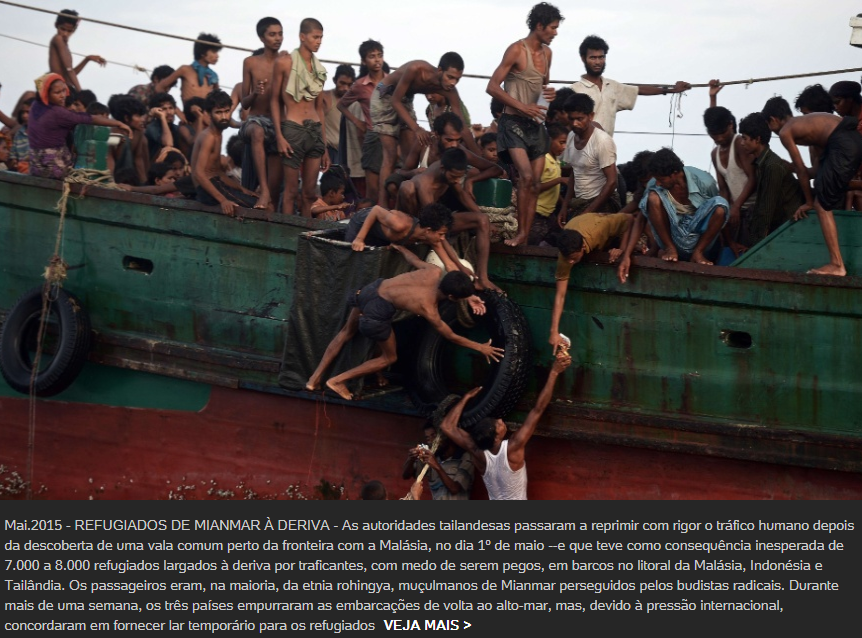 Mai.2015 - REFUGIADOS DE MIANMAR À DERIVA - As autoridades tailandesas passaram a reprimir com rigor o tráfico humano depois
da descoberta de uma vala comum perto da fronteira com a Malásia, no dia 1º de maio --e que teve como consequência inesperada de
7.000 a 8.000 refugiados largados à deriva por traficantes, com medo de serem pegos, em barcos no litoral da Malásia, Indonésia e
Tailândia. Os passageiros eram, na maioria, da etnia rohingya, muçulmanos de Mianmar perseguidos pelos budistas radicais. Durante
mais de uma semana, os três países empurraram as embarcações de volta ao alto-mar, mas, devido à pressão internacional,
concordaram em fornecer lar temporário para os refugiados VEJA MAIS >